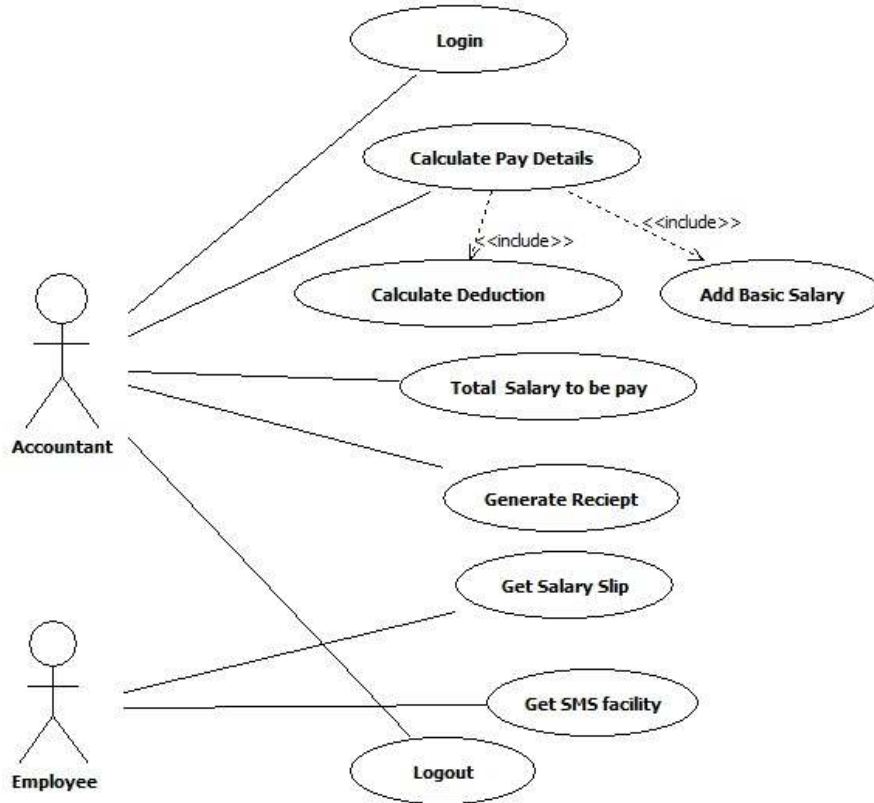 Login
Calculate Pay Details
<<include>>
<<include>>
Calculate Deduction
Add Basic Salary
Total Salary to be pay
Accountant
Generate Reciept
Get Salary Slip
Get SMS facility
Logout
Employee